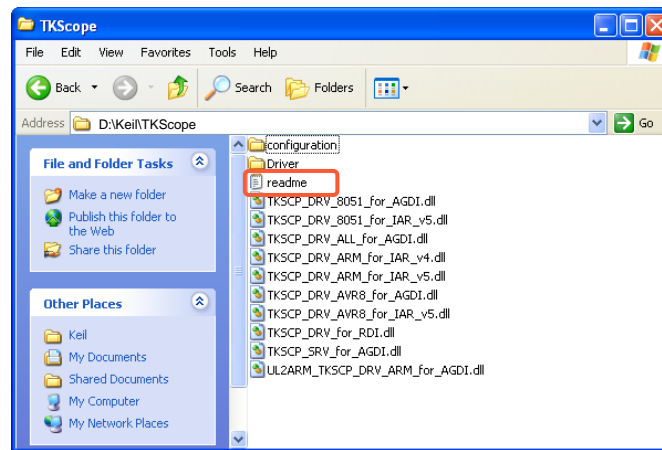 TKScope
File Edit View Favorites Tools Help
Back Search Folders
Address D:\Keil\TKScope Go
File and Folder Tasks
Make a new folder
Publish this folder to
the Web
Share this folder
Other Places
Keil
My Documents
Shared Documents
My Computer
My Network Places
configuration
Driver
readme
TKSCP_DRV_8051_for_AGDI.dll
TKSCP_DRV_8051_for_IAR_v5.dll
TKSCP_DRV_ALL_for_AGDI.dll
TKSCP_DRV_ARM_for_IAR_v4.dll
TKSCP_DRV_ARM_for_IAR_v5.dll
TKSCP_DRV_AVR8_for_AGDI.dll
TKSCP_DRV_AVR8_for_IAR_v5.dll
TKSCP_DRV_for_RDI.dll
TKSCP_SRV_for_AGDI.dll
UL2ARM_TKSCP_DRV_ARM_for_AGDI.dll